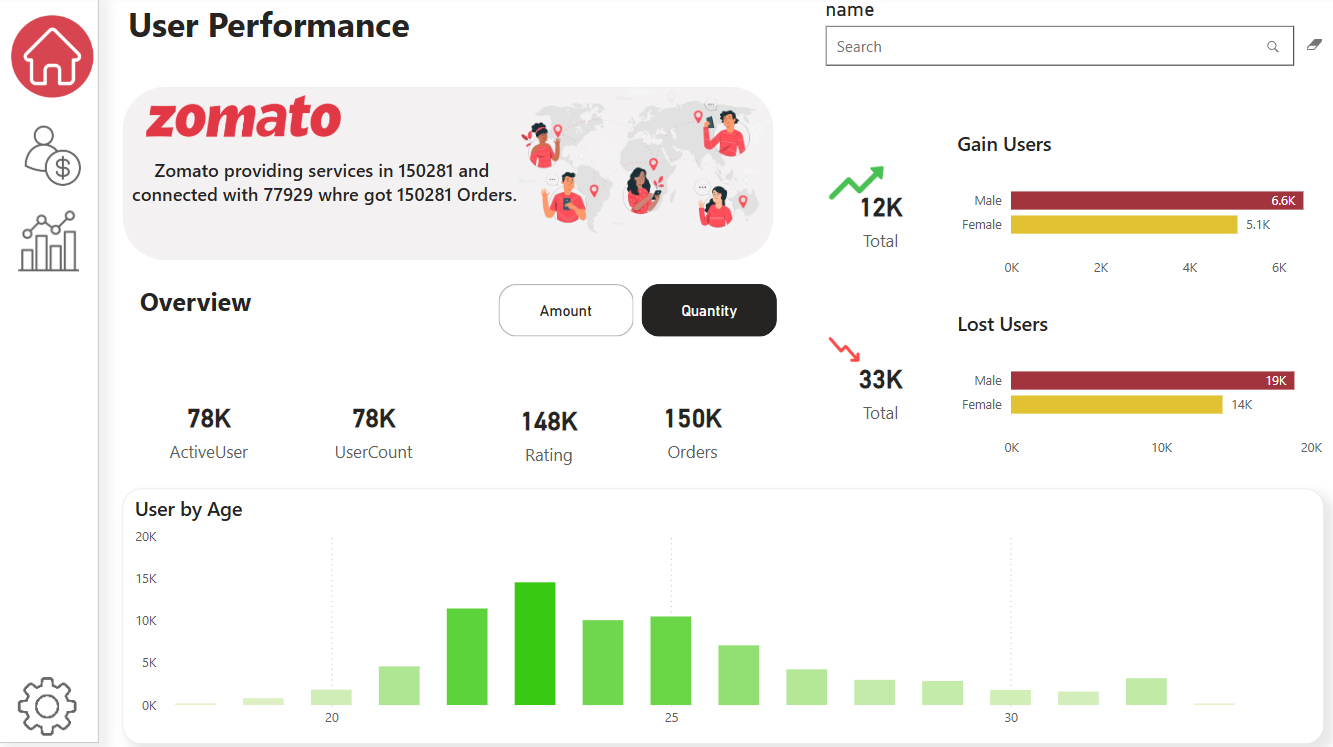 User Performance
name
Search
zomato
Zomato providing services in 150281 and
connected with 77929 whre got 150281 Orders.
Overview
Amount
Quantity
78K
ActiveUser
78K
UserCount
148K
Rating
150K
Orders
12K
Total
Gain Users
Male
6.6K
Female
5.1K
0K 2K 4K 6K
33K
Total
Lost Users
Male
19K
Female
14K
0K 10K 20K
User by Age
20K
15K
10K
5K
0K
20 25 30